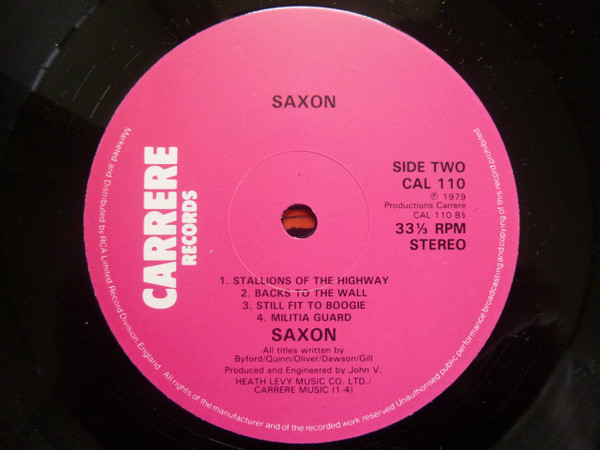 SAXON
CARRERE
RECORDS
SIDE TWO
CAL 110
℗ 1979
Productions Carrere
CAL 110 BS
33⅓ RPM
STEREO
1. STALLIONS OF THE HIGHWAY
2. BACKS TO THE WALL
3. STILL FIT TO BOOGIE
4. MILITIA GUARD
SAXON
All titles written by
Byford/Quinn/Oliver/Dawson/Gill
Produced and Engineered by John V.
HEATH LEVY MUSIC CO. LTD./
CARRERE MUSIC (1-4)
Marketed and Distributed by RCA Limited Record Division, England. All rights of the manufacturer and of the recorded work reserved Unauthorised public performance broadcasting and copying of this record prohibited